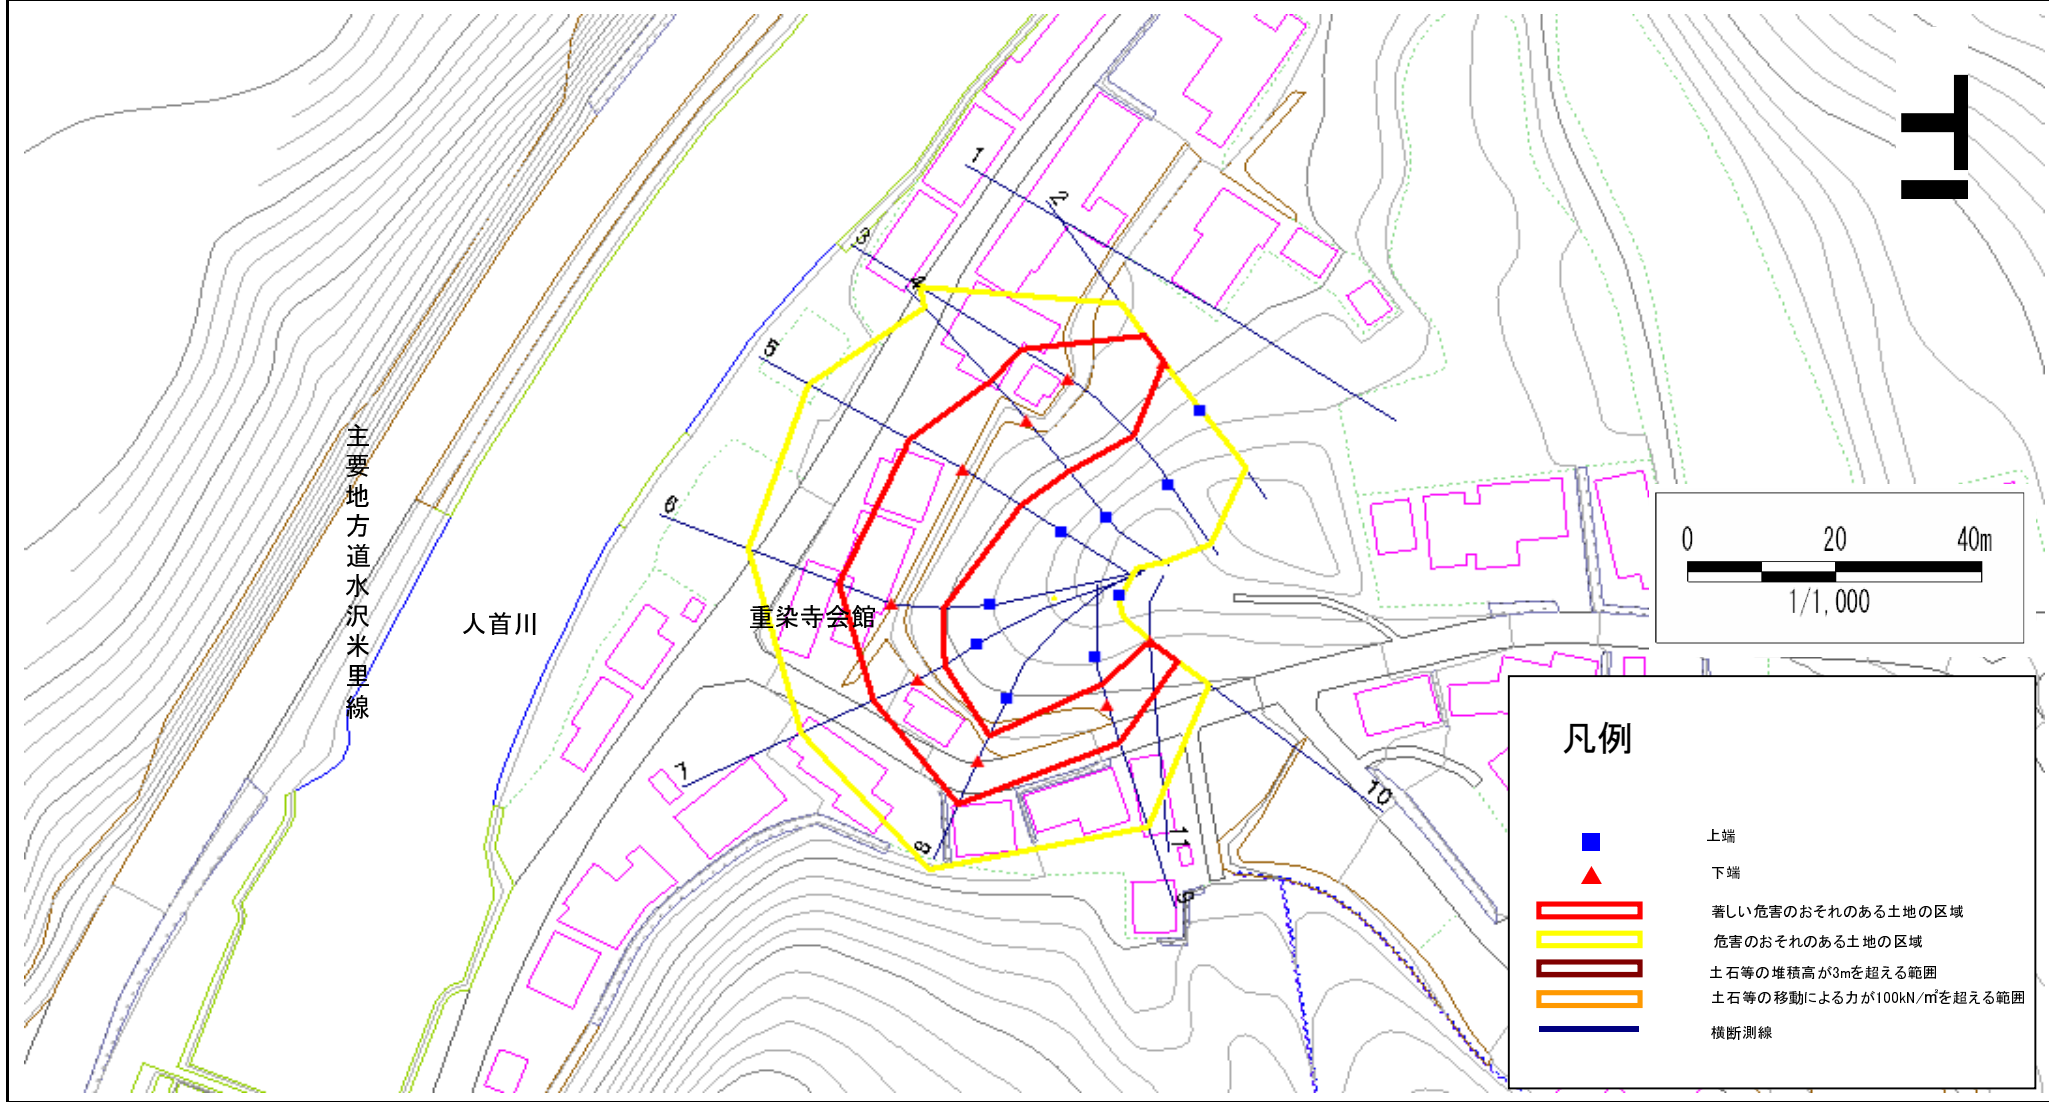 1
2
3
4
5
6
7
8
9
10
11
主要地方道水沢米里線
人首川
重染寺会館
0 20 40m
1/1,000
凡例
上端
下端
著しい危害のおそれのある土地の区域
危害のおそれのある土地の区域
土石等の堆積高が3mを超える範囲
土石等の移動による力が100kN/㎡を超える範囲
横断測線